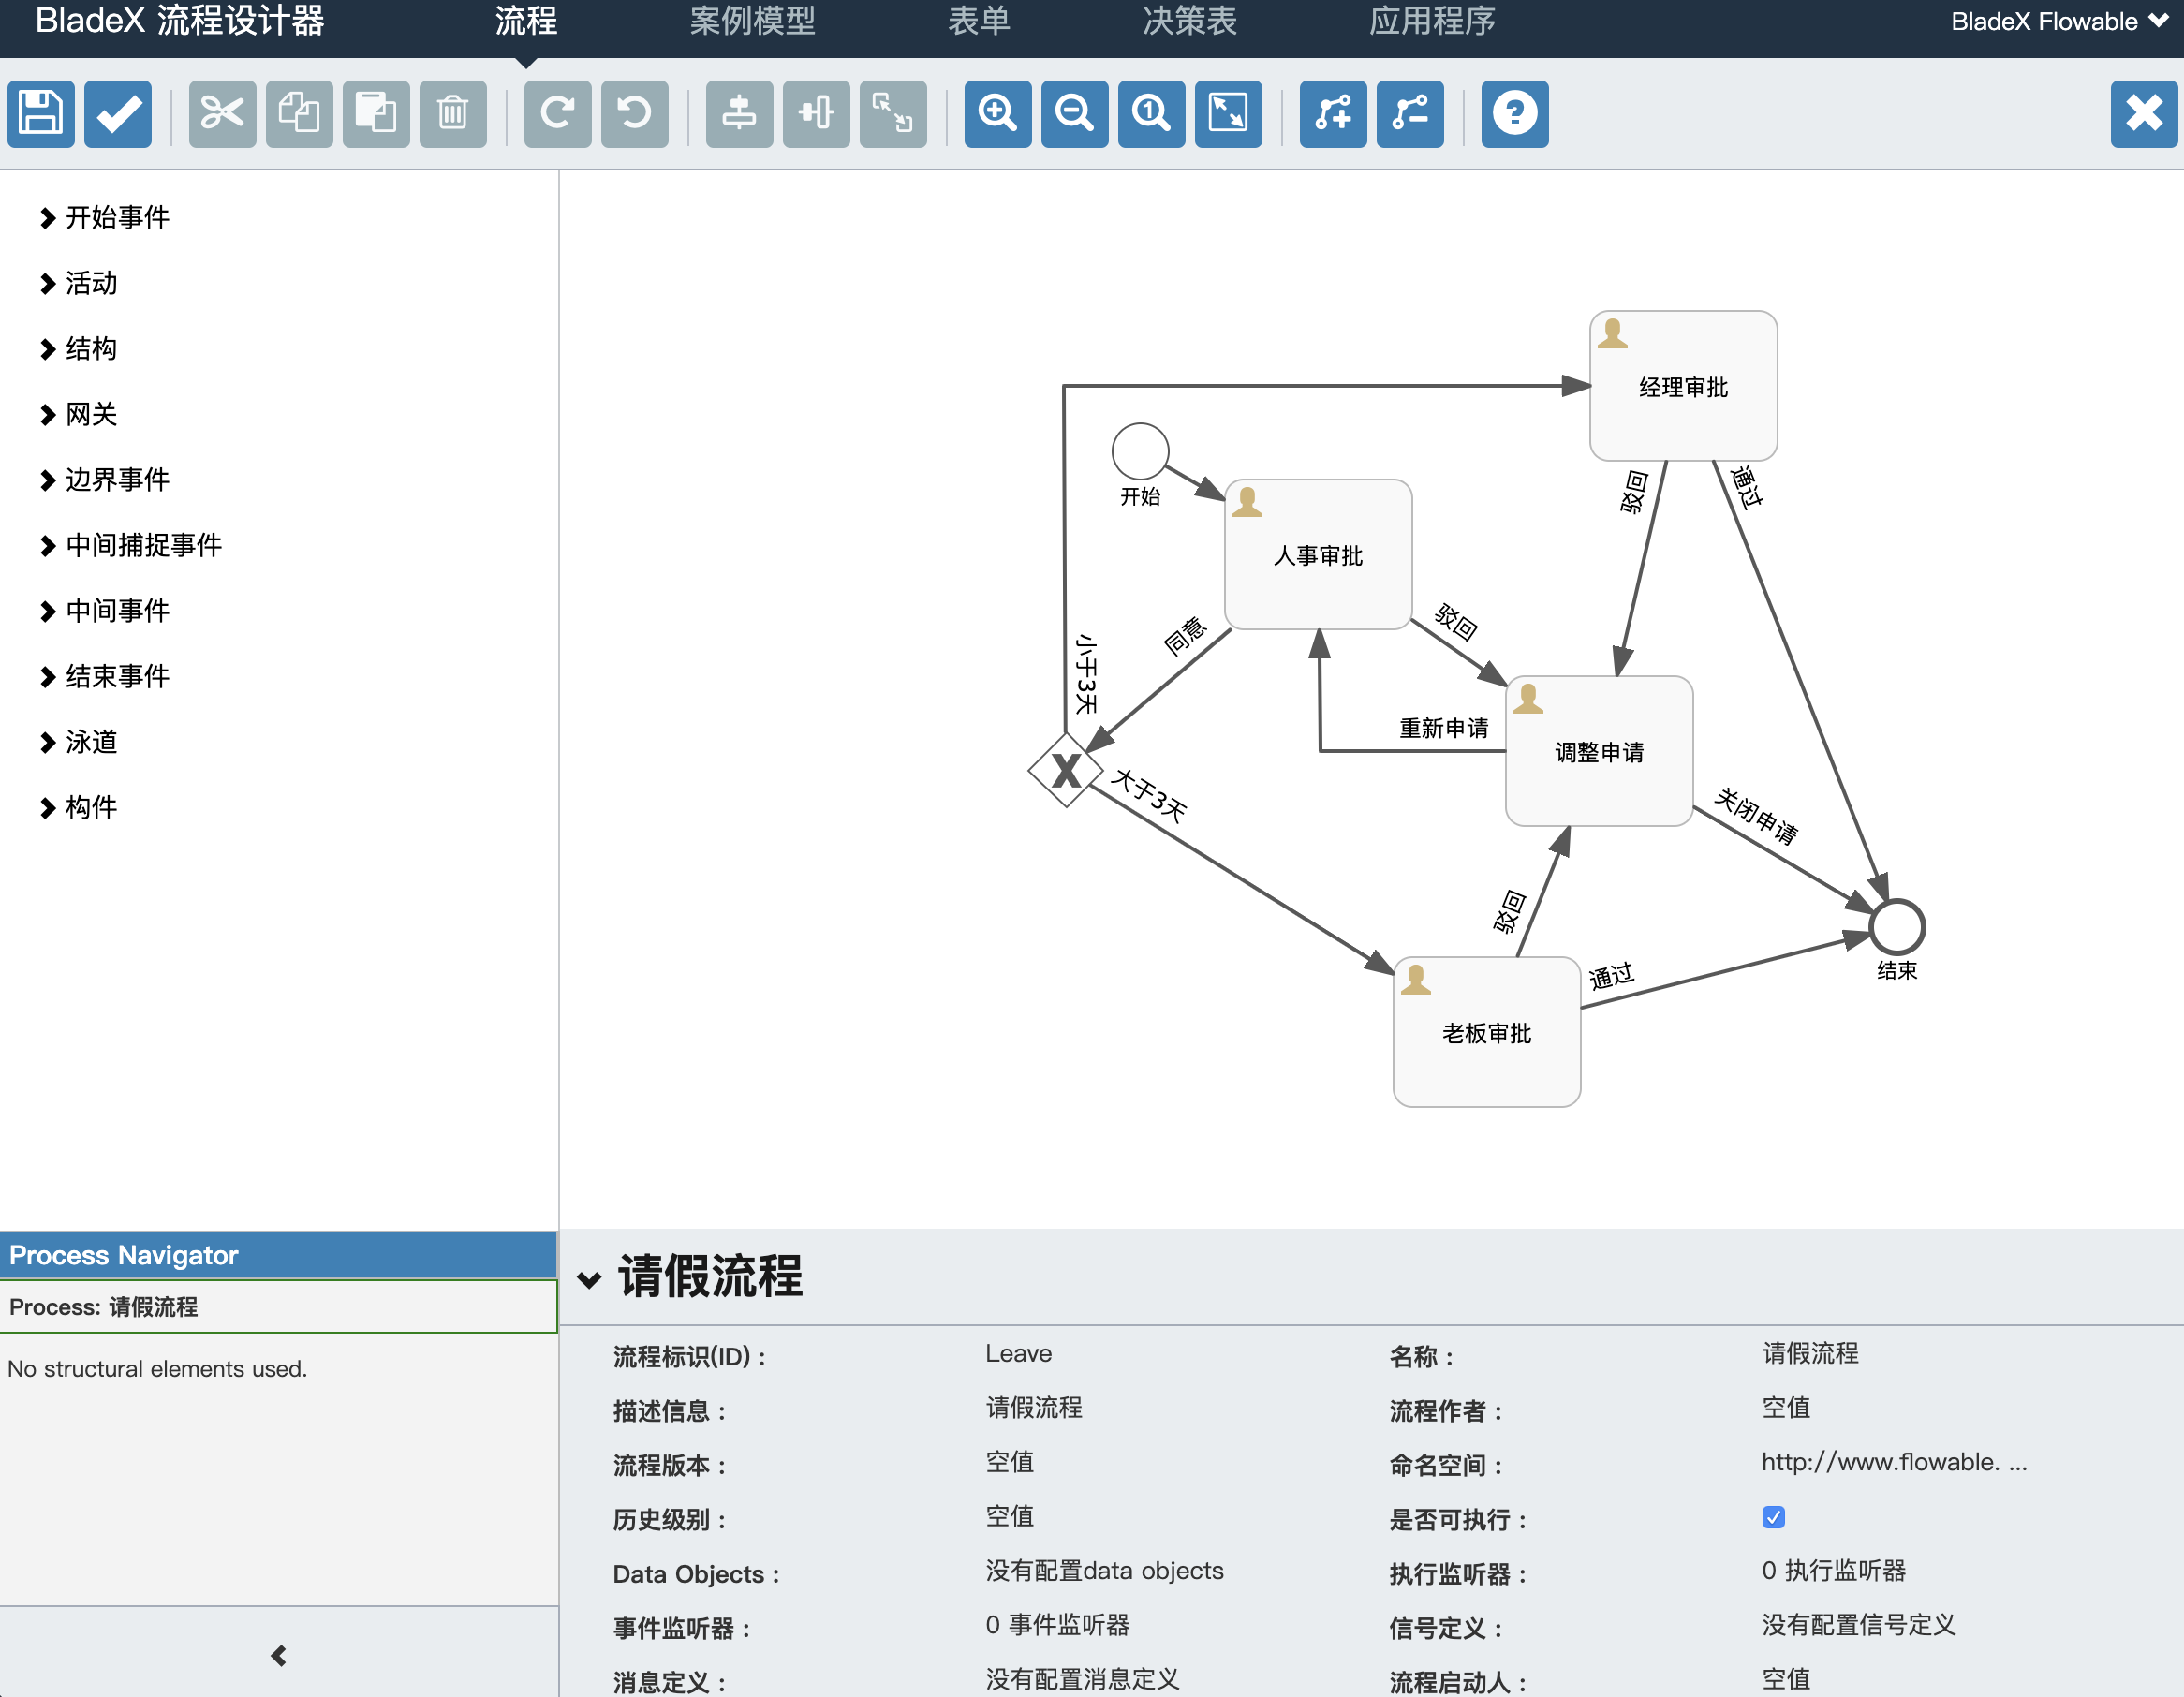 BladeX 流程设计器 流程 案例模型 表单 决策表 应用程序 BladeX Flowable
开始事件
活动
结构
网关
边界事件
中间捕捉事件
中间事件
结束事件
泳道
构件
经理审批
开始
驳回
通过
人事审批
同意
驳回
小于3天
重新申请
调整申请
大于3天
关闭申请
驳回
通过
结束
老板审批
Process Navigator
Process: 请假流程
No structural elements used.
请假流程
流程标识(ID) : Leave 名称 : 请假流程
描述信息 : 请假流程 流程作者 : 空值
流程版本 : 空值 命名空间 : http://www.flowable. ...
历史级别 : 空值 是否可执行 :
Data Objects : 没有配置data objects 执行监听器 : 0 执行监听器
事件监听器 : 0 事件监听器 信号定义 : 没有配置信号定义
消息定义 : 没有配置消息定义 流程启动人 : 空值